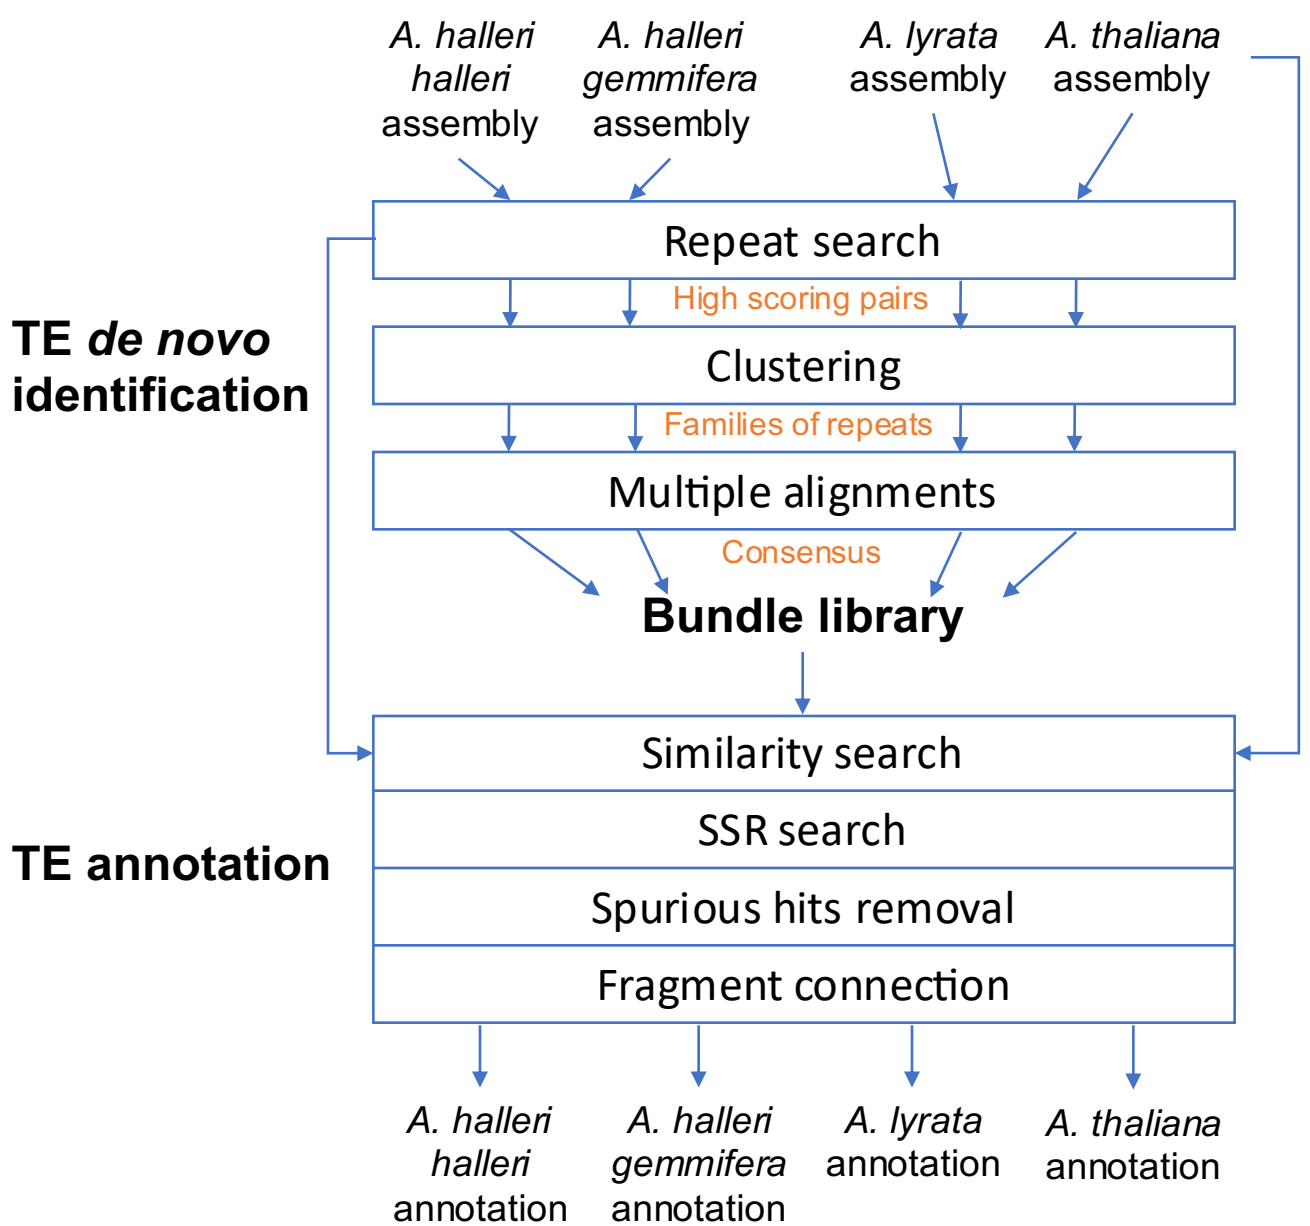 A. halleri
halleri
assembly
A. halleri
gemmifera
assembly
A. lyrata
assembly
A. thaliana
assembly
Repeat search
High scoring pairs
TE de novo
identification
Clustering
Families of repeats
Multiple alignments
Consensus
Bundle library
Similarity search
SSR search
TE annotation
Spurious hits removal
Fragment connection
A. halleri
halleri
annotation
A. halleri
gemmifera
annotation
A. lyrata
annotation
A. thaliana
annotation